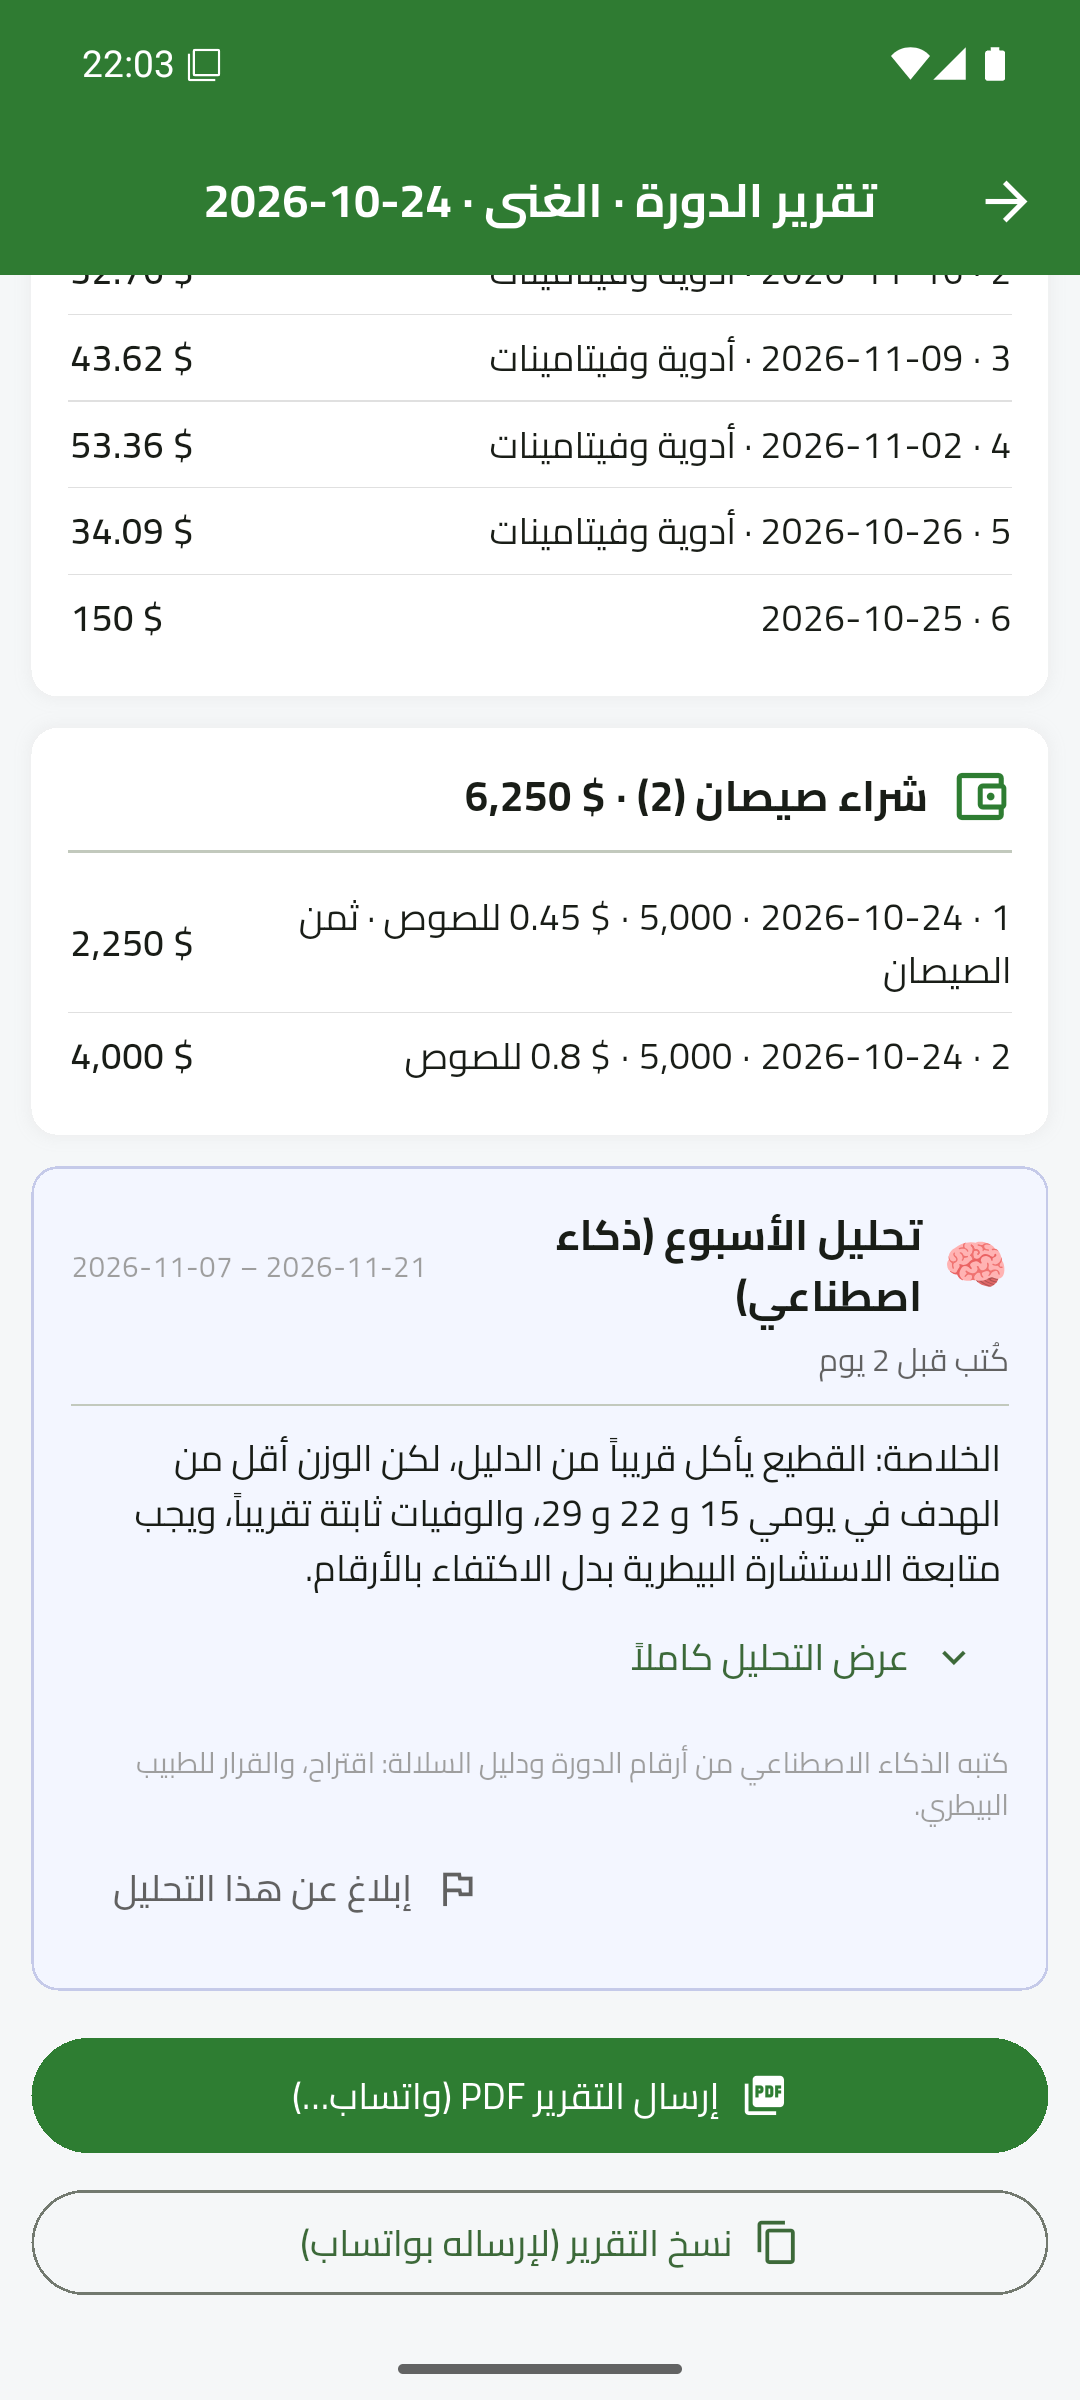 22:03
تقرير الدورة · الغنى · 2026-10-24
2 · 2026-11-16 · أدوية وفيتامينات
3 · 2026-11-09 · أدوية وفيتامينات 43.62 $
4 · 2026-11-02 · أدوية وفيتامينات 53.36 $
5 · 2026-10-26 · أدوية وفيتامينات 34.09 $
6 · 2026-10-25 150 $
شراء صيصان (2) · $ 6,250
1 · 2026-10-24 · 5,000 · $ 0.45 للصوص · ثمن
الصيصان
2,250 $
2 · 2026-10-24 · 5,000 · $ 0.8 للصوص 4,000 $
تحليل الأسبوع (ذكاء
اصطناعي)
2026-11-07 – 2026-11-21
كُتب قبل 2 يوم
الخلاصة: القطيع يأكل قريباً من الدليل، لكن الوزن أقل من
الهدف في يومي 15 و 22 و 29، والوفيات ثابتة تقريباً، ويجب
متابعة الاستشارة البيطرية بدل الاكتفاء بالأرقام.
عرض التحليل كاملاً
كتبه الذكاء الاصطناعي من أرقام الدورة ودليل السلالة: اقتراح، والقرار للطبيب
البيطري.
إبلاغ عن هذا التحليل
إرسال التقرير PDF (واتساب...)
نسخ التقرير (لإرساله بواتساب)